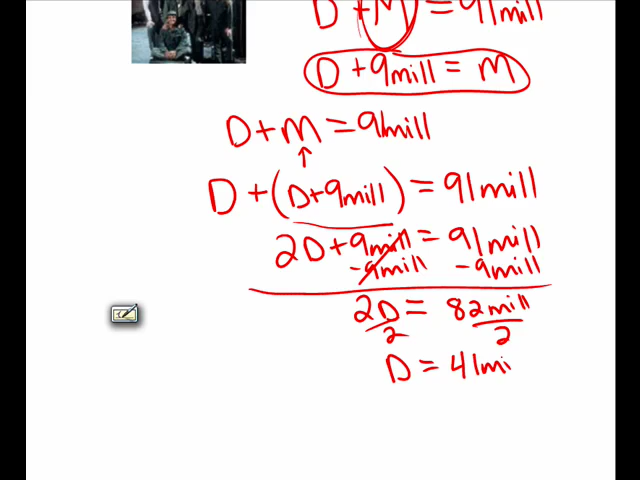 D + M = 91mill
D + 9mill = M
D + M = 91mill
↑
D + (D + 9mill) = 91mill
2D + 9mill = 91mill
-9mill -9mill
2D = 82mill
2 2
D = 41mi